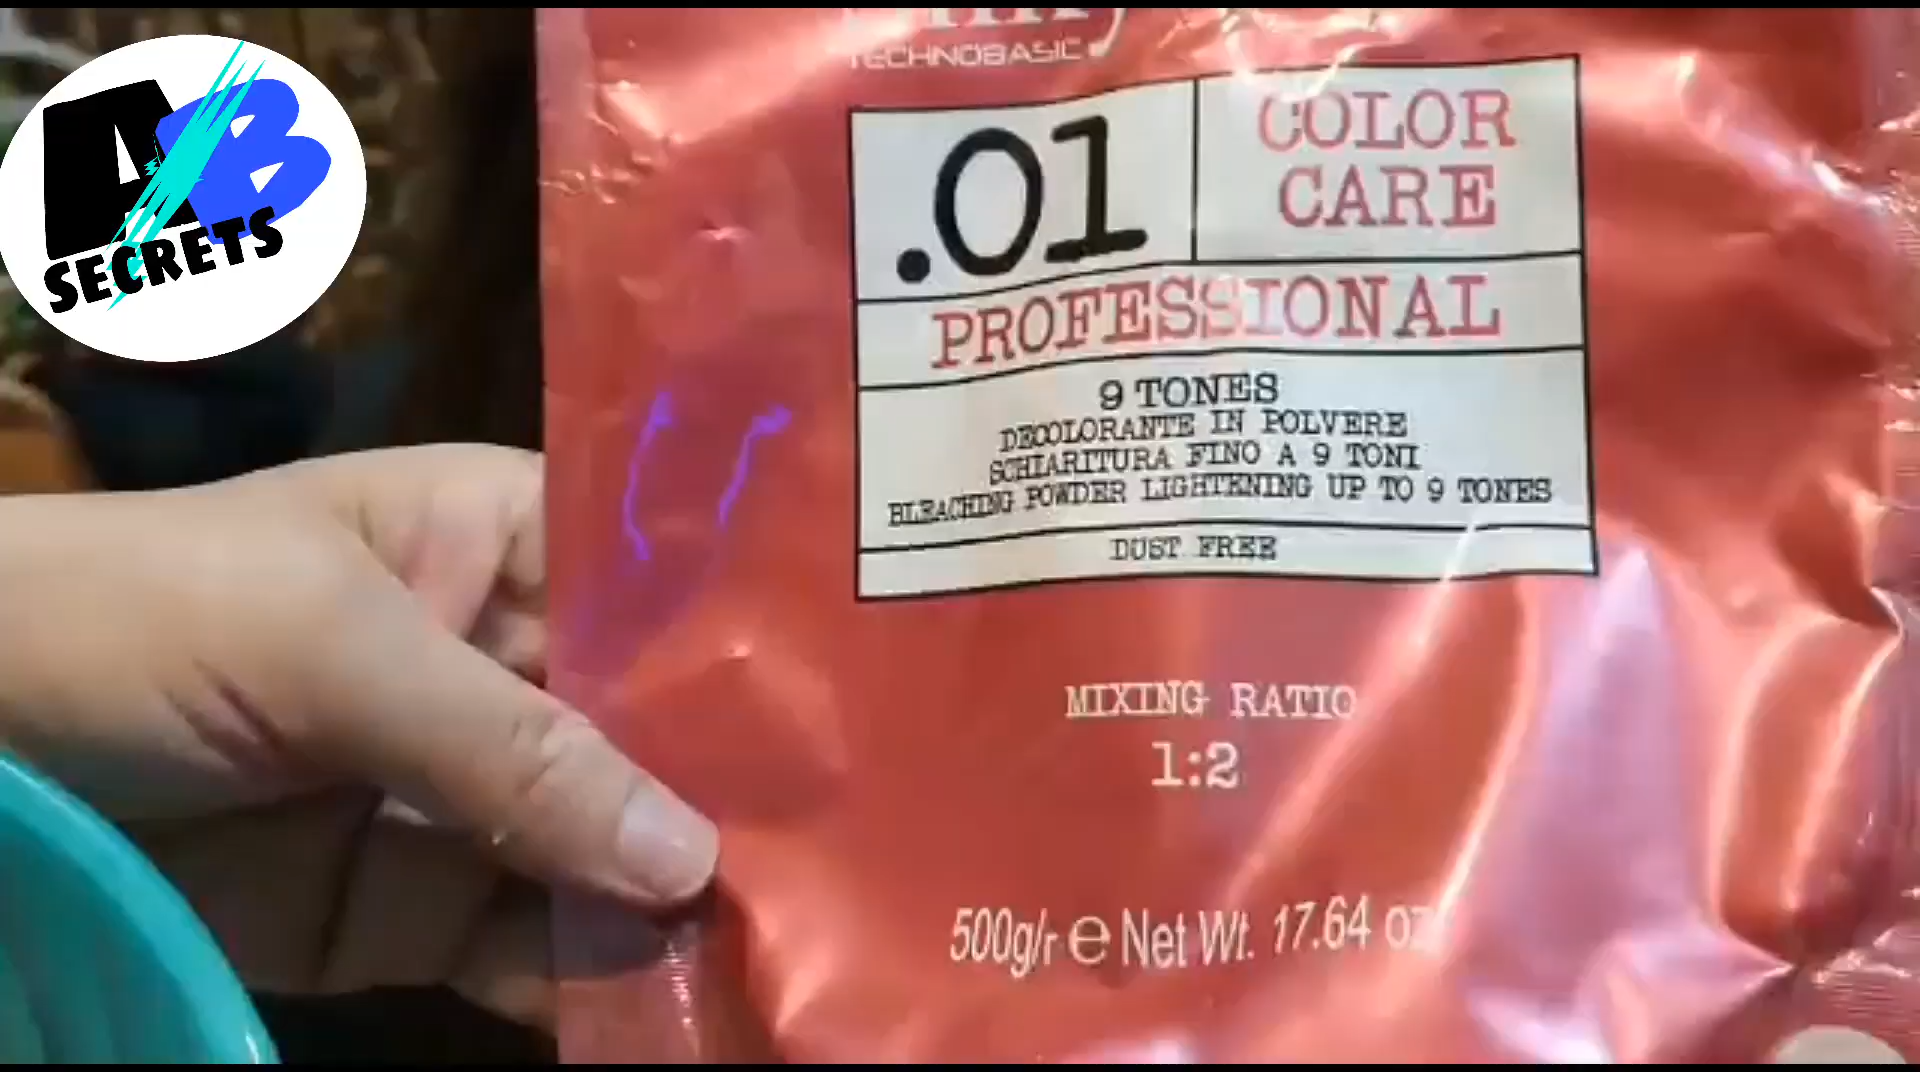 AB
SECRETS
TECHNOBASIC
.01
COLOR
CARE
PROFESSIONAL
9 TONES
DECOLORANTE IN POLVERE
SCHIARITURA FINO A 9 TONI
BLEACHING POWDER LIGHTENING UP TO 9 TONES
DUST FREE
MIXING RATIO
1:2
500g/r e Net Wt. 17.64 oz